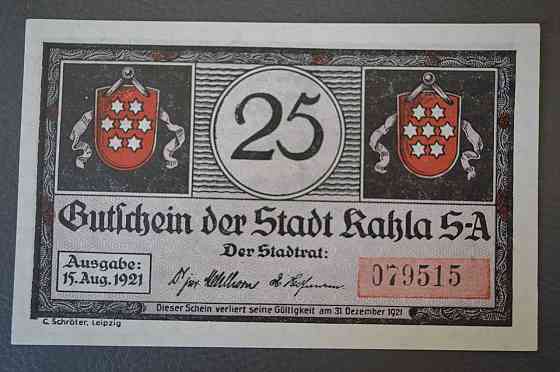 25
Gutschein der Stadt Kahla S-A
Der Stadtrat:
Ausgabe:
15. Aug. 1921
079515
Dieser Schein verliert seine Gültigkeit am 31 Dezember 1921
C. Schröter, Leipzig